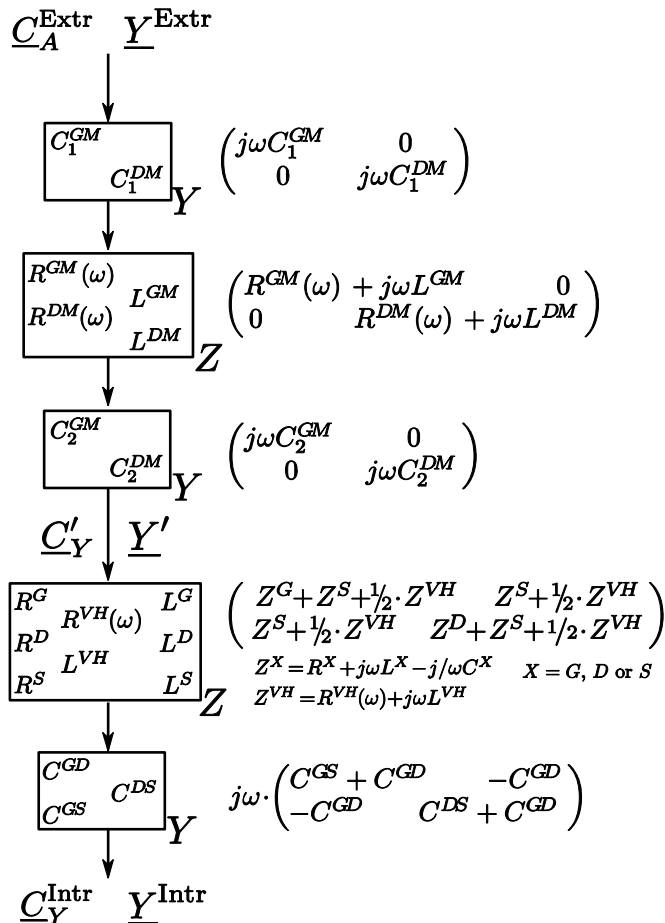 C_A^Extr Y^Extr
C_1^GM
C_1^DM
Y
( jωC_1^GM 0
0 jωC_1^DM )
R^GM(ω)
L^GM
R^DM(ω)
L^DM
Z
( R^GM(ω) + jωL^GM 0
0 R^DM(ω) + jωL^DM )
C_2^GM
C_2^DM
Y
( jωC_2^GM 0
0 jωC_2^DM )
C′_Y Y′
R^G L^G
R^VH(ω)
R^D L^D
L^VH
R^S L^S
Z
( Z^G+Z^S+1/2·Z^VH Z^S+1/2·Z^VH
Z^S+1/2·Z^VH Z^D+Z^S+1/2·Z^VH )
Z^X=R^X+jωL^X−j/ωC^X X = G, D or S
Z^VH=R^VH(ω)+jωL^VH
C^GD
C^DS
C^GS
Y
jω·( C^GS + C^GD −C^GD
−C^GD C^DS + C^GD )
C_Y^Intr Y^Intr